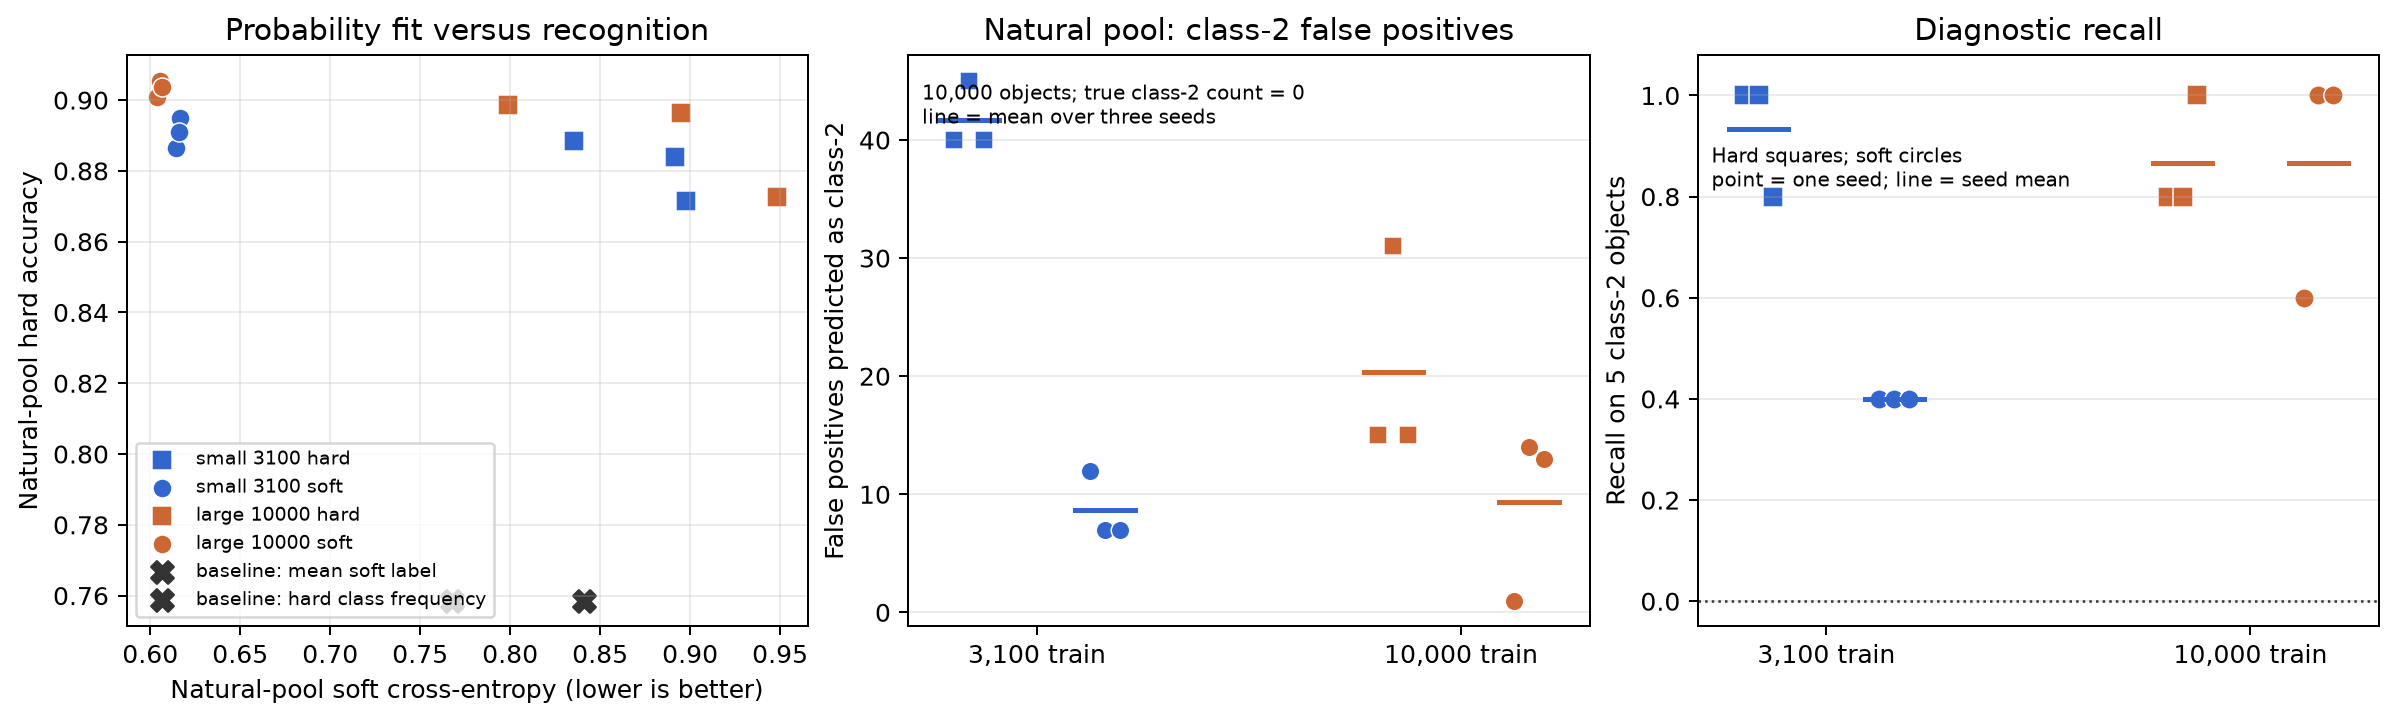 Probability fit versus recognition
Natural-pool hard accuracy
0.90
0.88
0.86
0.84
0.82
0.80
0.78
0.76
small 3100 hard
small 3100 soft
large 10000 hard
large 10000 soft
baseline: mean soft label
baseline: hard class frequency
0.60 0.65 0.70 0.75 0.80 0.85 0.90 0.95
Natural-pool soft cross-entropy (lower is better)
Natural pool: class-2 false positives
False positives predicted as class-2
10,000 objects; true class-2 count = 0
line = mean over three seeds
40
30
20
10
0
3,100 train 10,000 train
Diagnostic recall
Recall on 5 class-2 objects
1.0
Hard squares; soft circles
point = one seed; line = seed mean
0.8
0.6
0.4
0.2
0.0
3,100 train 10,000 train